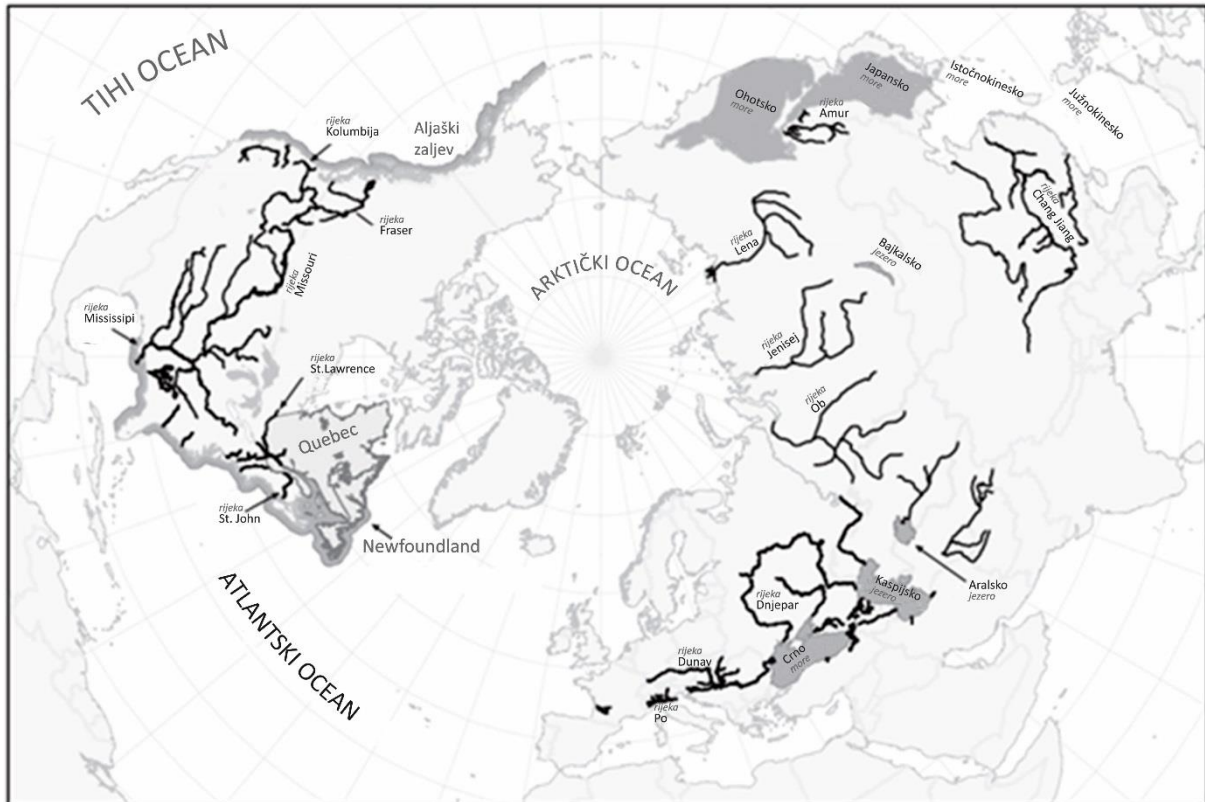 TIHI OCEAN
rijeka
Kolumbija
Aljaški
zaljev
rijeka
Fraser
rijeka
Missouri
rijeka
Mississipi
rijeka
St.Lawrence
Quebec
rijeka
St. John
Newfoundland
ATLANTSKI OCEAN
ARKTIČKI OCEAN
Ohotsko
more
Japansko
more
Istočnokinesko
more
Južnokinesko
more
rijeka
Amur
rijeka
Chang Jiang
rijeka
Lena
Bajkalsko
jezero
rijeka
Jenisej
rijeka
Ob
Aralsko
jezero
Kaspijsko
jezero
rijeka
Dnjepar
Crno
more
rijeka
Dunav
rijeka
Po